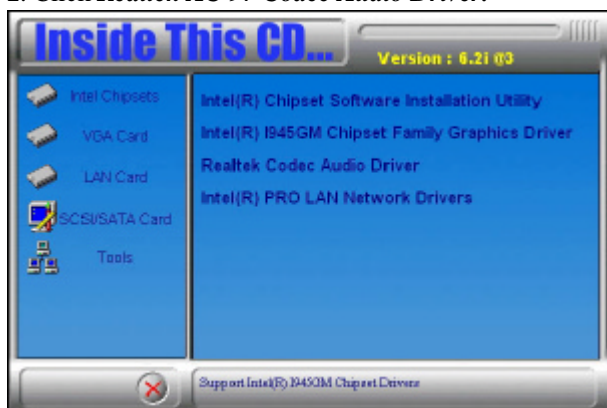 Inside This CD...
Version : 6.2i @3
Intel Chipsets
VGA Card
LAN Card
SCSI/SATA Card
Tools
Intel(R) Chipset Software Installation Utility
Intel(R) I945GM Chipset Family Graphics Driver
Realtek Codec Audio Driver
Intel(R) PRO LAN Network Drivers
Support Intel(R) I945GM Chipset Drivers